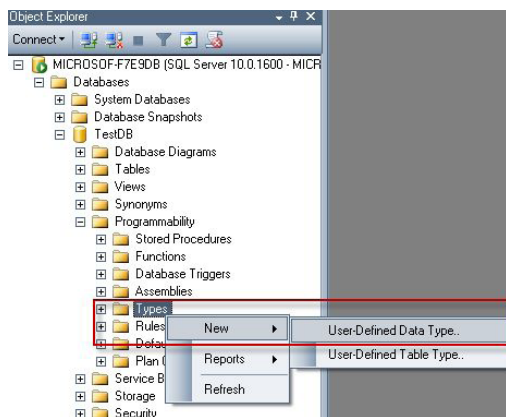 Object Explorer
Connect
MICROSOF-F7E9DB (SQL Server 10.0.1600 - MICR
Databases
System Databases
Database Snapshots
TestDB
Database Diagrams
Tables
Views
Synonyms
Programmability
Stored Procedures
Functions
Database Triggers
Assemblies
Types
Rules
New
User-Defined Data Type..
User-Defined Table Type..
Plan
Reports
Service B
Refresh
Storage
Security